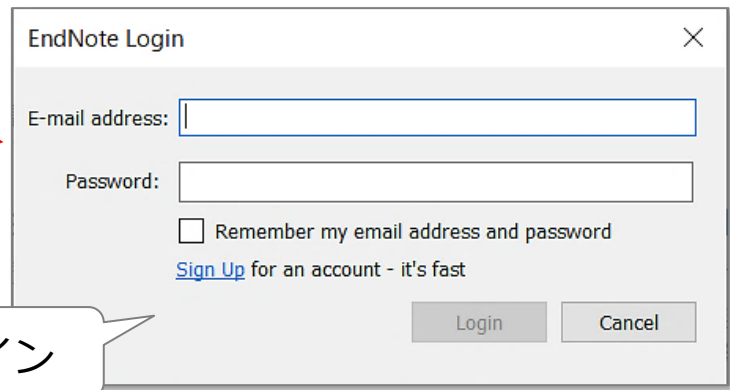 EndNote Login
E-mail address:
Password:
Remember my email address and password
Sign Up for an account - it's fast
Login Cancel
イン